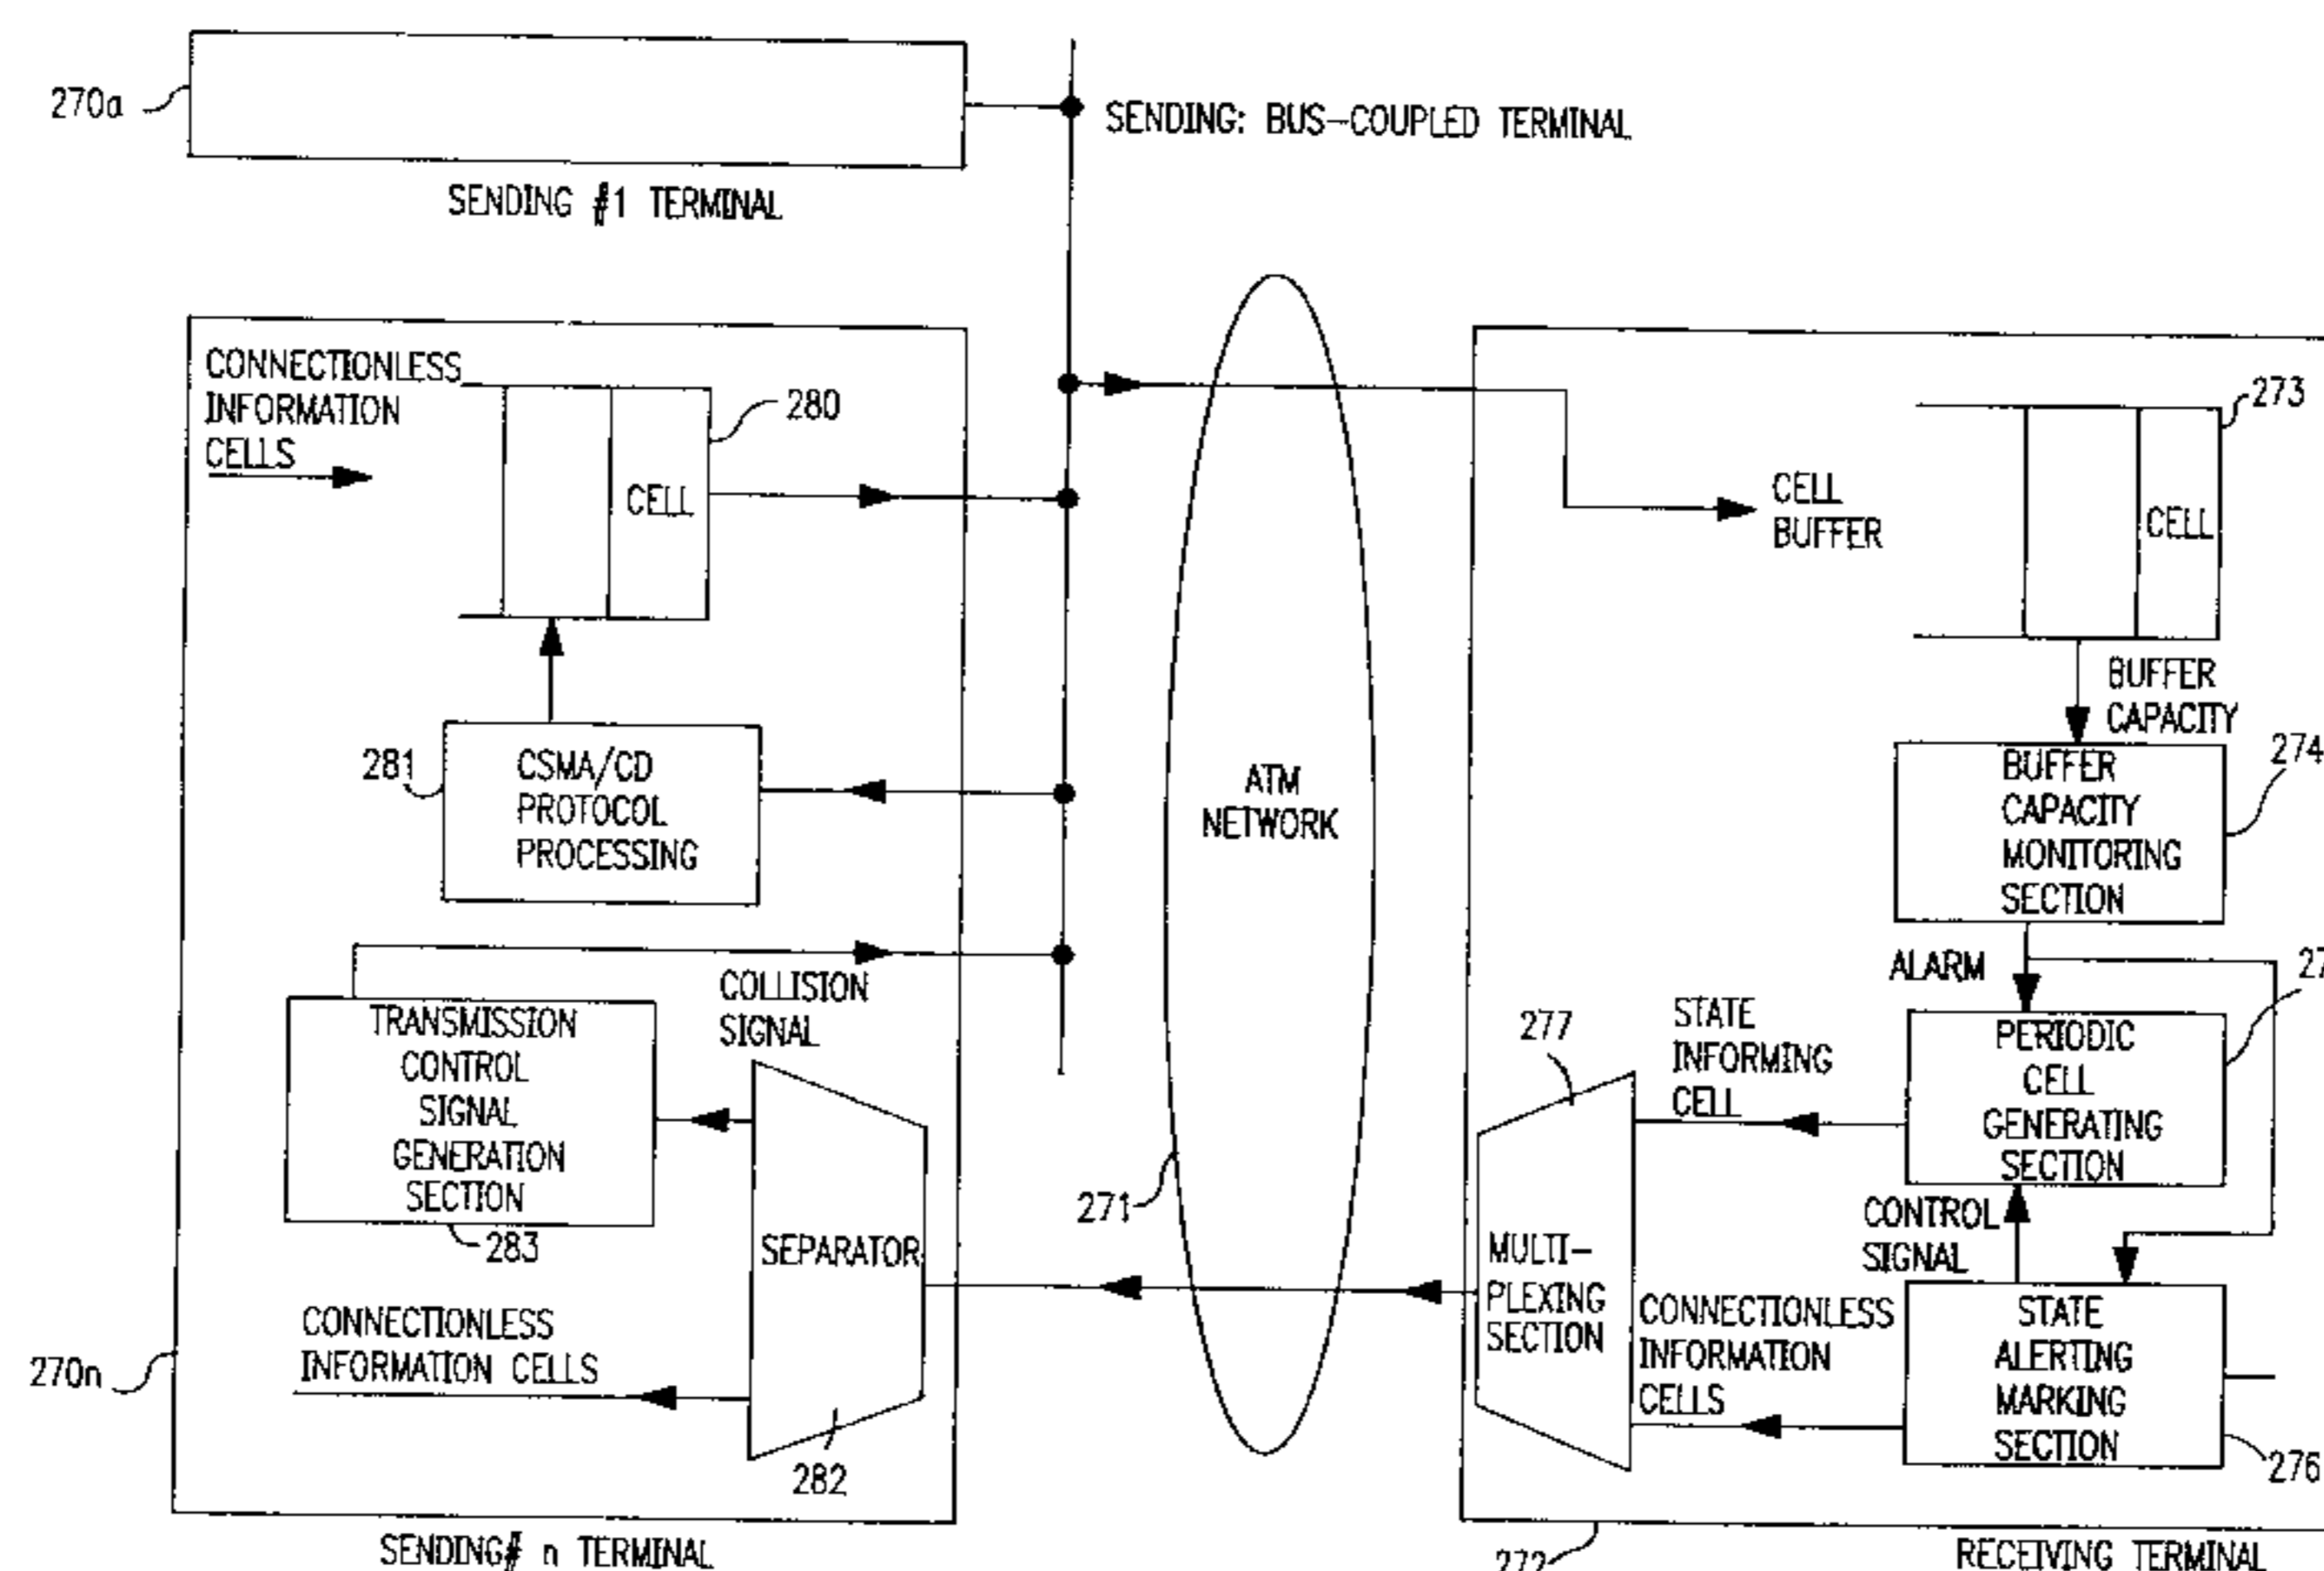 270a
SENDING: BUS-COUPLED TERMINAL
SENDING #1 TERMINAL
CONNECTIONLESS
INFORMATION
CELLS
280
CELL
273
CELL
BUFFER
CELL
BUFFER
CAPACITY
281
CSMA/CD
PROTOCOL
PROCESSING
ATM
NETWORK
BUFFER
CAPACITY
MONITORING
SECTION
274
ALARM
COLLISION
SIGNAL
TRANSMISSION
CONTROL
SIGNAL
GENERATION
SECTION
283
277
STATE
INFORMING
CELL
PERIODIC
CELL
GENERATING
SECTION
271
CONTROL
SIGNAL
SEPARATOR
MULTI-
PLEXING
SECTION
CONNECTIONLESS
INFORMATION
CELLS
STATE
ALERTING
MARKING
SECTION
276
CONNECTIONLESS
INFORMATION CELLS
270n
282
SENDING# n TERMINAL
272
RECEIVING TERMINAL